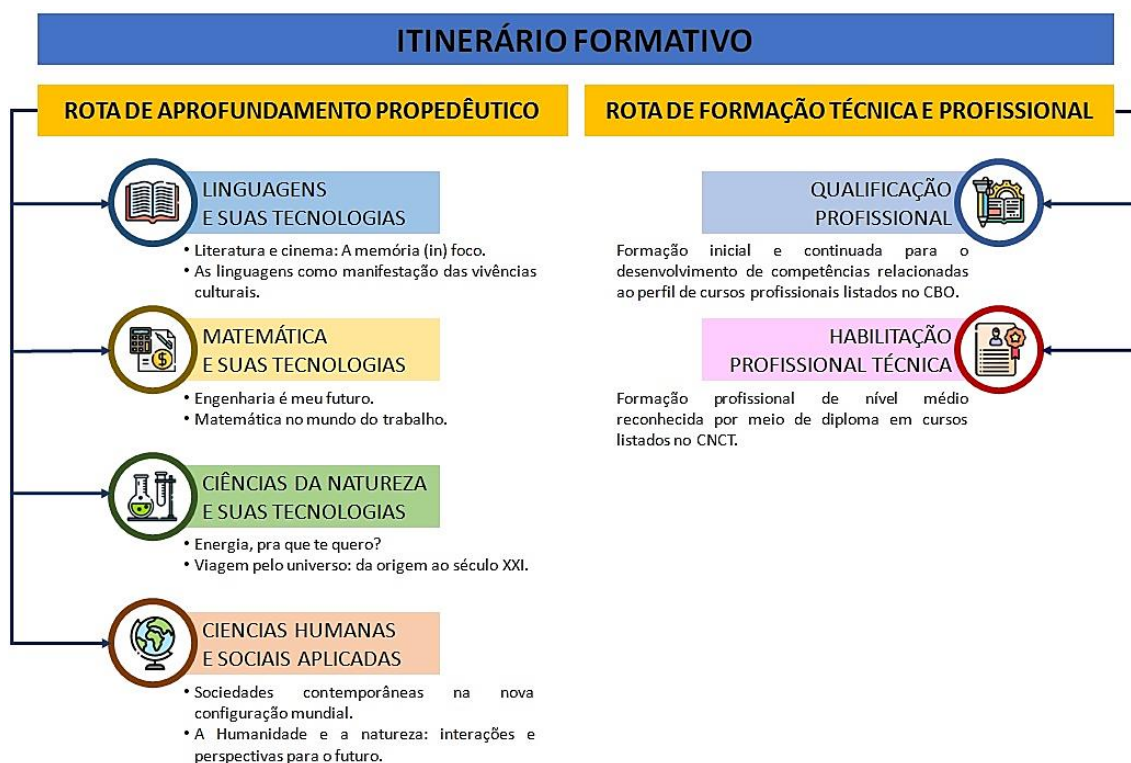 ITINERÁRIO FORMATIVO
ROTA DE APROFUNDAMENTO PROPEDÊUTICO
LINGUAGENS
E SUAS TECNOLOGIAS
• Literatura e cinema: A memória (in) foco.
• As linguagens como manifestação das vivências
culturais.
MATEMÁTICA
E SUAS TECNOLOGIAS
• Engenharia é meu futuro.
• Matemática no mundo do trabalho.
CIÊNCIAS DA NATUREZA
E SUAS TECNOLOGIAS
• Energia, pra que te quero?
• Viagem pelo universo: da origem ao século XXI.
CIENCIAS HUMANAS
E SOCIAIS APLICADAS
• Sociedades contemporâneas na nova
configuração mundial.
• A Humanidade e a natureza: interações e
perspectivas para o futuro.
ROTA DE FORMAÇÃO TÉCNICA E PROFISSIONAL
QUALIFICAÇÃO
PROFISSIONAL
Formação inicial e continuada para o
desenvolvimento de competências relacionadas
ao perfil de cursos profissionais listados no CBO.
HABILITAÇÃO
PROFISSIONAL TÉCNICA
Formação profissional de nível médio
reconhecida por meio de diploma em cursos
listados no CNCT.